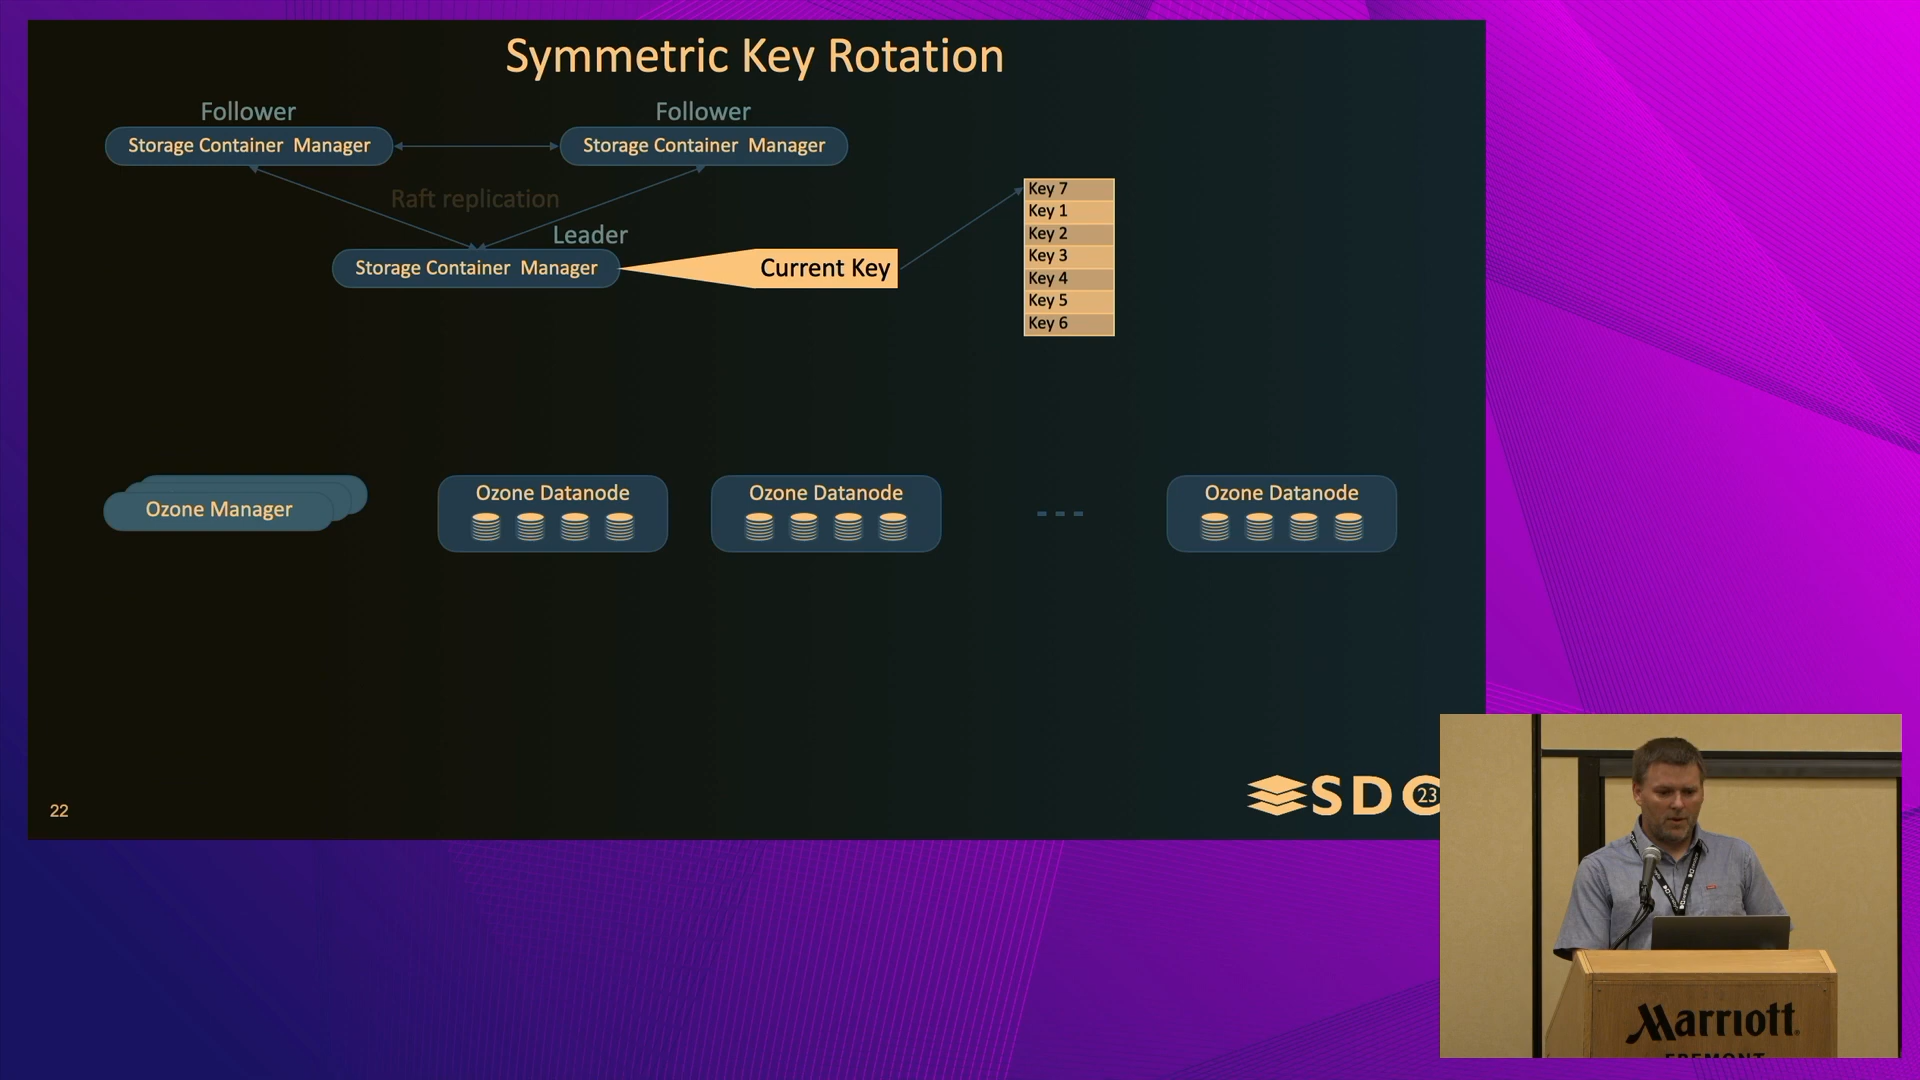 Symmetric Key Rotation
Follower
Follower
Storage Container Manager
Storage Container Manager
Raft replication
Leader
Storage Container Manager
Current Key
Key 7
Key 1
Key 2
Key 3
Key 4
Key 5
Key 6
Ozone Manager
Ozone Datanode
Ozone Datanode
---
Ozone Datanode
22
SDC 23
Marriott
FREMONT